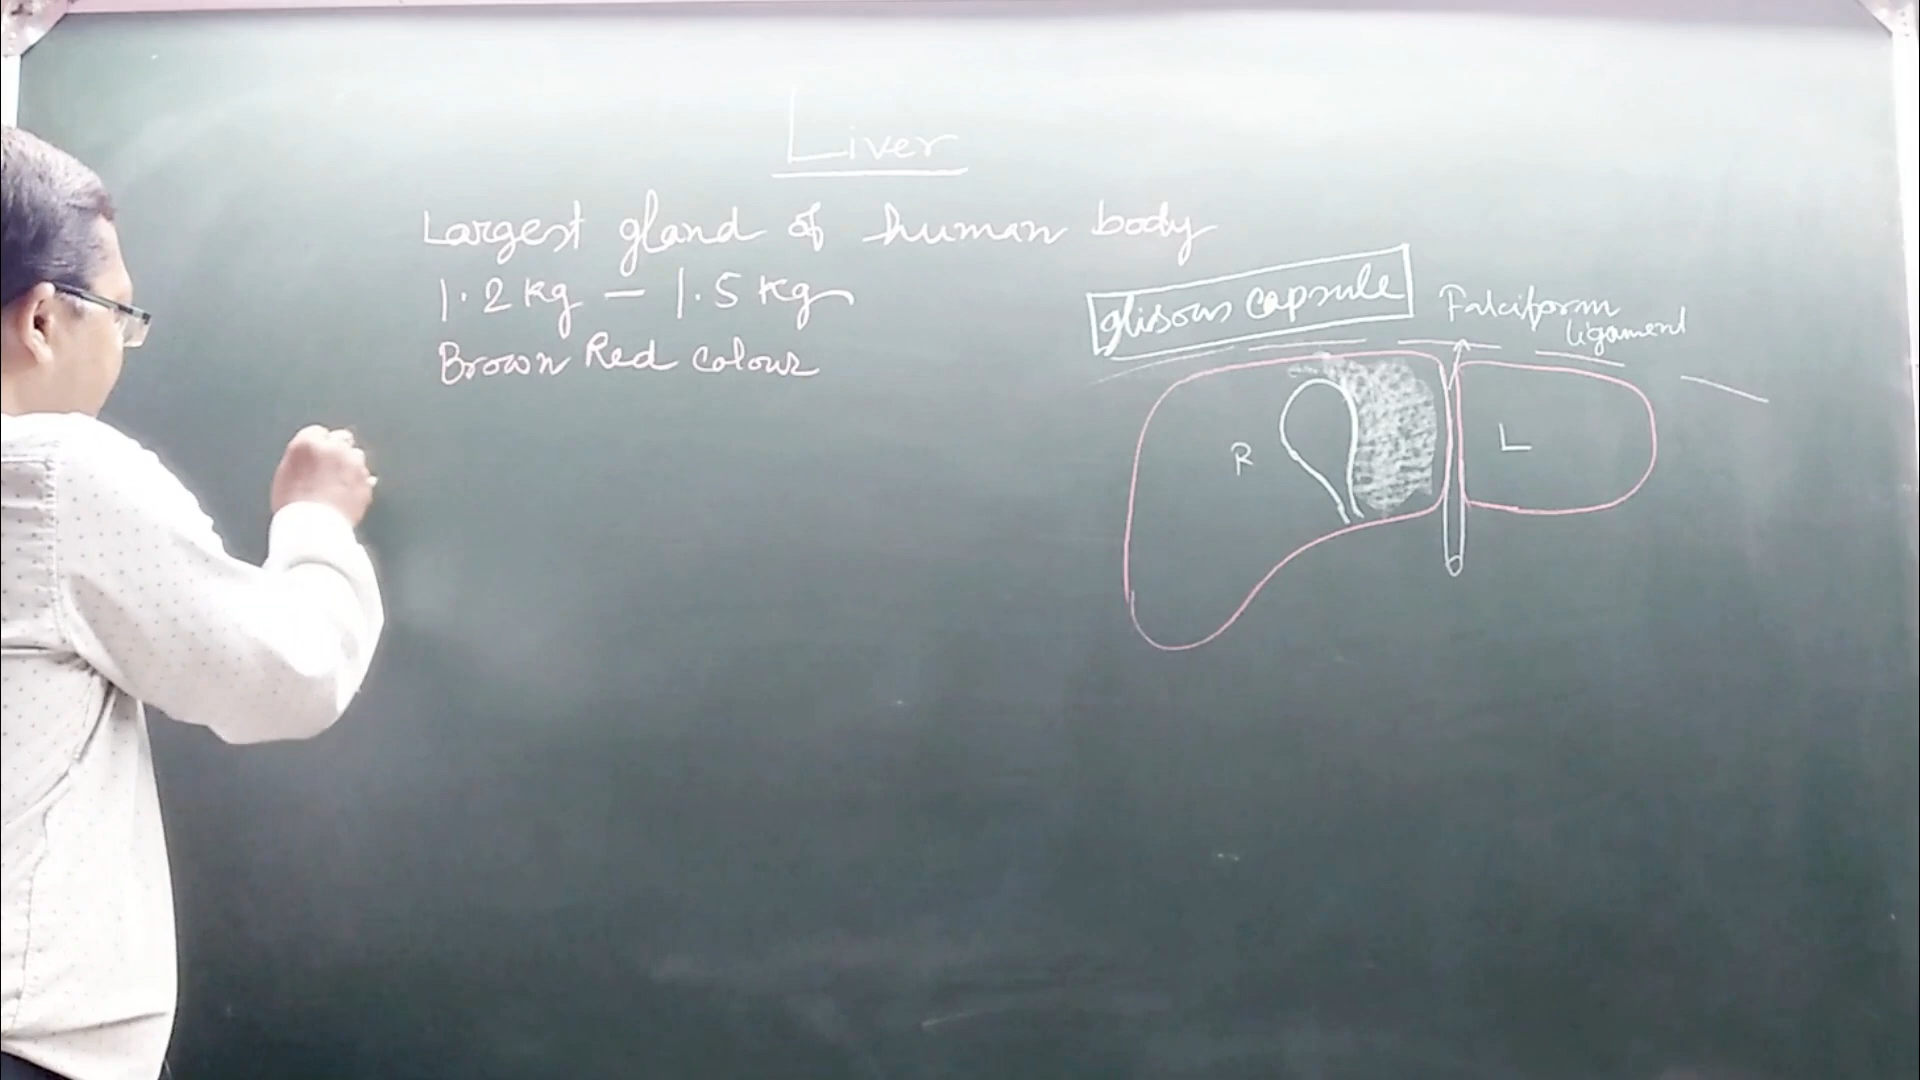 Liver
Largest gland of human body
1.2 kg – 1.5 kg
Brown Red colour
glisons capsule
Falciform
ligament
R
L